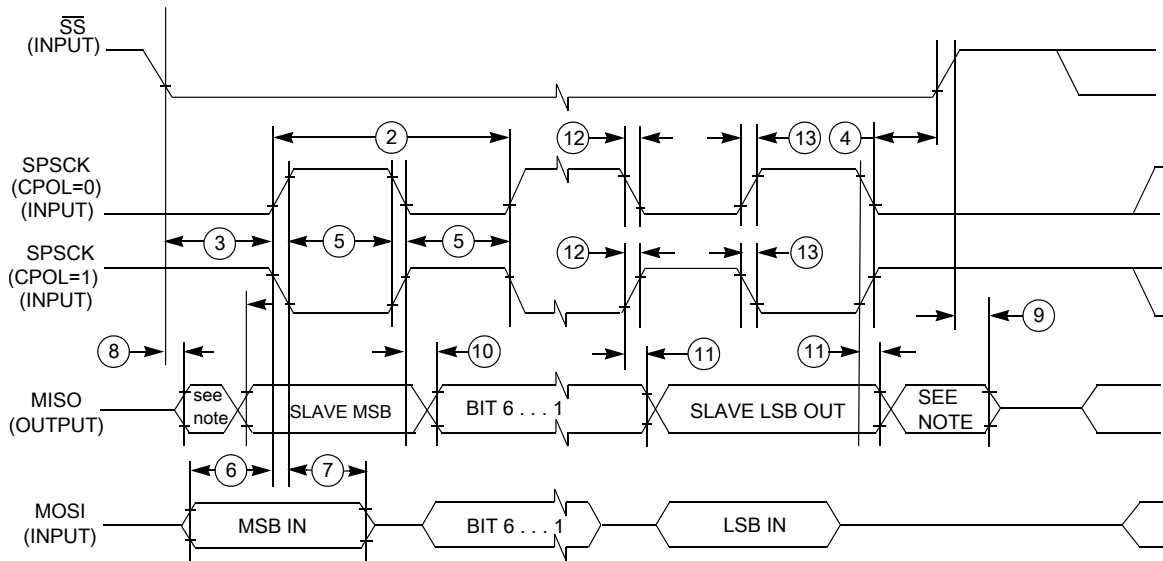 SS
(INPUT)
2
12
13
4
SPSCK
(CPOL=0)
(INPUT)
3
5
5
SPSCK
(CPOL=1)
(INPUT)
12
13
8
10
11
11
9
MISO
(OUTPUT)
see
note
SLAVE MSB
BIT 6 . . . 1
SLAVE LSB OUT
SEE
NOTE
6
7
MOSI
(INPUT)
MSB IN
BIT 6 . . . 1
LSB IN